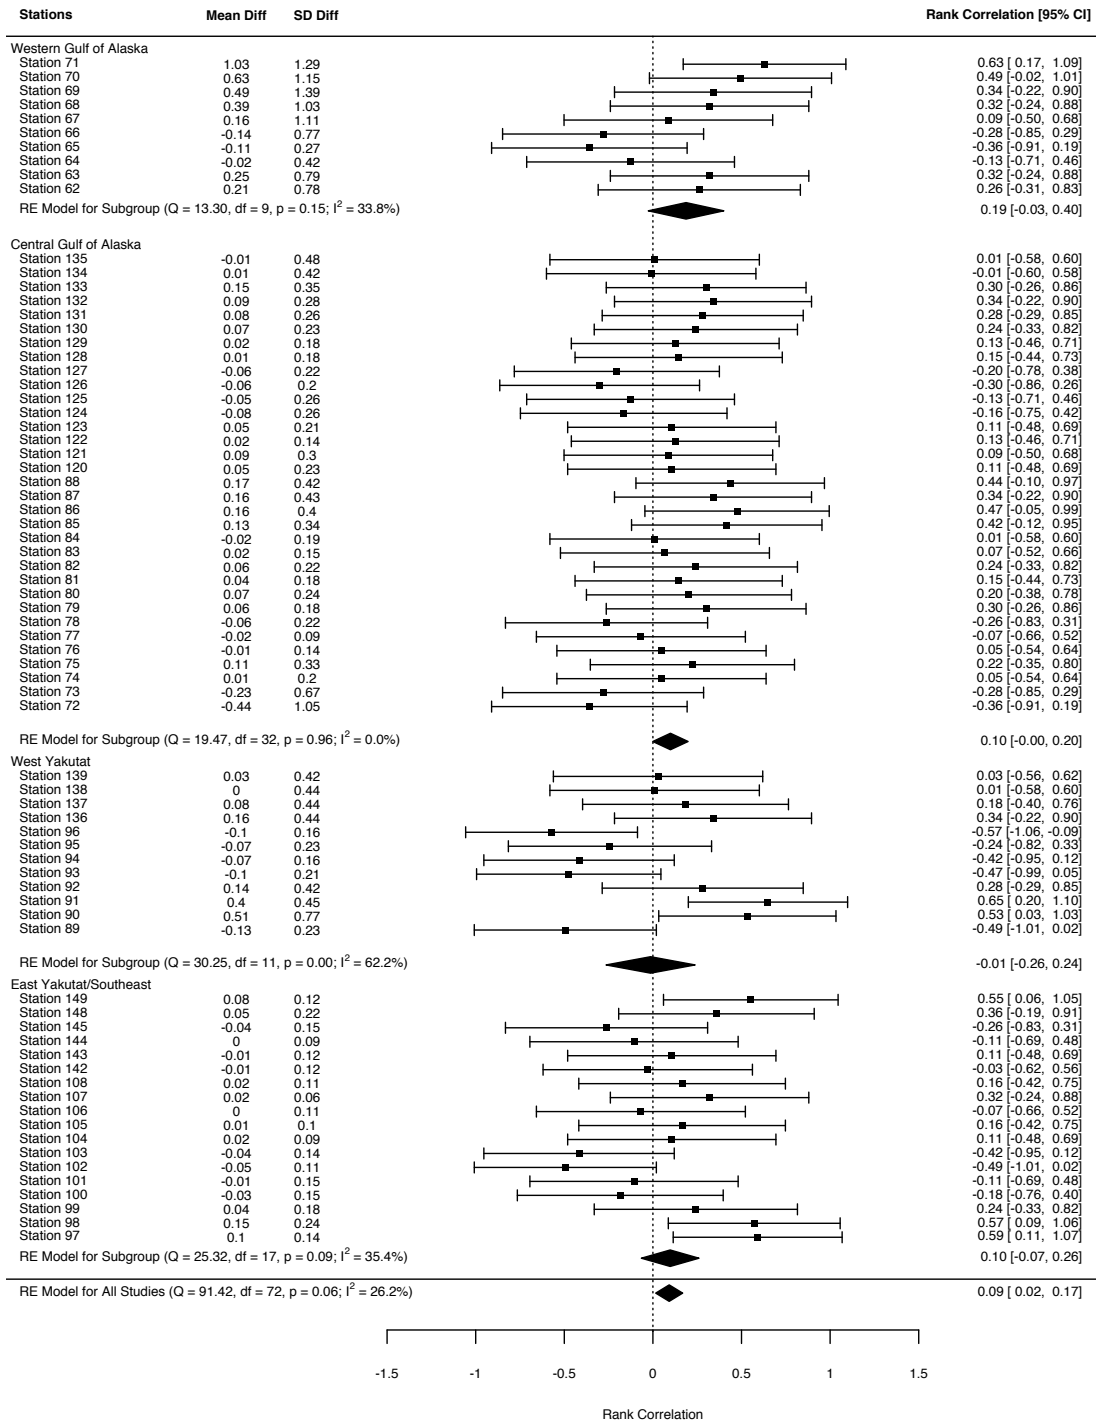 Stations Mean Diff SD Diff Rank Correlation [95% CI]
Western Gulf of Alaska
Station 71 1.03 1.29 0.63 [ 0.17, 1.09]
Station 70 0.63 1.15 0.49 [-0.02, 1.01]
Station 69 0.49 1.39 0.34 [-0.22, 0.90]
Station 68 0.39 1.03 0.32 [-0.24, 0.88]
Station 67 0.16 1.11 0.09 [-0.50, 0.68]
Station 66 -0.14 0.77 -0.28 [-0.85, 0.29]
Station 65 -0.11 0.27 -0.36 [-0.91, 0.19]
Station 64 -0.02 0.42 -0.13 [-0.71, 0.46]
Station 63 0.25 0.79 0.32 [-0.24, 0.88]
Station 62 0.21 0.78 0.26 [-0.31, 0.83]
RE Model for Subgroup (Q = 13.30, df = 9, p = 0.15; I² = 33.8%) 0.19 [-0.03, 0.40]
Central Gulf of Alaska
Station 135 -0.01 0.48 0.01 [-0.58, 0.60]
Station 134 0.01 0.42 -0.01 [-0.60, 0.58]
Station 133 0.15 0.35 0.30 [-0.26, 0.86]
Station 132 0.09 0.28 0.34 [-0.22, 0.90]
Station 131 0.08 0.26 0.28 [-0.29, 0.85]
Station 130 0.07 0.23 0.24 [-0.33, 0.82]
Station 129 0.02 0.18 0.13 [-0.46, 0.71]
Station 128 0.01 0.18 0.15 [-0.44, 0.73]
Station 127 -0.06 0.22 -0.20 [-0.78, 0.38]
Station 126 -0.06 0.2 -0.30 [-0.86, 0.26]
Station 125 -0.05 0.26 -0.13 [-0.71, 0.46]
Station 124 -0.08 0.26 -0.16 [-0.75, 0.42]
Station 123 0.05 0.21 0.11 [-0.48, 0.69]
Station 122 0.02 0.14 0.13 [-0.46, 0.71]
Station 121 0.09 0.3 0.09 [-0.50, 0.68]
Station 120 0.05 0.23 0.11 [-0.48, 0.69]
Station 88 0.17 0.42 0.44 [-0.10, 0.97]
Station 87 0.16 0.43 0.34 [-0.22, 0.90]
Station 86 0.16 0.4 0.47 [-0.05, 0.99]
Station 85 0.13 0.34 0.42 [-0.12, 0.95]
Station 84 -0.02 0.19 0.01 [-0.58, 0.60]
Station 83 0.02 0.15 0.07 [-0.52, 0.66]
Station 82 0.06 0.22 0.24 [-0.33, 0.82]
Station 81 0.04 0.18 0.15 [-0.44, 0.73]
Station 80 0.07 0.24 0.20 [-0.38, 0.78]
Station 79 0.06 0.18 0.30 [-0.26, 0.86]
Station 78 -0.06 0.22 -0.26 [-0.83, 0.31]
Station 77 -0.02 0.09 -0.07 [-0.66, 0.52]
Station 76 -0.01 0.14 0.05 [-0.54, 0.64]
Station 75 0.11 0.33 0.22 [-0.35, 0.80]
Station 74 0.01 0.2 0.05 [-0.54, 0.64]
Station 73 -0.23 0.67 -0.28 [-0.85, 0.29]
Station 72 -0.44 1.05 -0.36 [-0.91, 0.19]
RE Model for Subgroup (Q = 19.47, df = 32, p = 0.96; I² = 0.0%) 0.10 [-0.00, 0.20]
West Yakutat
Station 139 0.03 0.42 0.03 [-0.56, 0.62]
Station 138 0 0.44 0.01 [-0.58, 0.60]
Station 137 0.08 0.44 0.18 [-0.40, 0.76]
Station 136 0.16 0.44 0.34 [-0.22, 0.90]
Station 96 -0.1 0.16 -0.57 [-1.06, -0.09]
Station 95 -0.07 0.23 -0.24 [-0.82, 0.33]
Station 94 -0.07 0.16 -0.42 [-0.95, 0.12]
Station 93 -0.1 0.21 -0.47 [-0.99, 0.05]
Station 92 0.14 0.42 0.28 [-0.29, 0.85]
Station 91 0.4 0.45 0.65 [ 0.20, 1.10]
Station 90 0.51 0.77 0.53 [ 0.03, 1.03]
Station 89 -0.13 0.23 -0.49 [-1.01, 0.02]
RE Model for Subgroup (Q = 30.25, df = 11, p = 0.00; I² = 62.2%) -0.01 [-0.26, 0.24]
East Yakutat/Southeast
Station 149 0.08 0.12 0.55 [ 0.06, 1.05]
Station 148 0.05 0.22 0.36 [-0.19, 0.91]
Station 145 -0.04 0.15 -0.26 [-0.83, 0.31]
Station 144 0 0.09 -0.11 [-0.69, 0.48]
Station 143 -0.01 0.12 0.11 [-0.48, 0.69]
Station 142 -0.01 0.12 -0.03 [-0.62, 0.56]
Station 108 0.02 0.11 0.16 [-0.42, 0.75]
Station 107 0.02 0.06 0.32 [-0.24, 0.88]
Station 106 0 0.11 -0.07 [-0.66, 0.52]
Station 105 0.01 0.1 0.16 [-0.42, 0.75]
Station 104 0.02 0.09 0.11 [-0.48, 0.69]
Station 103 -0.04 0.14 -0.42 [-0.95, 0.12]
Station 102 -0.05 0.11 -0.49 [-1.01, 0.02]
Station 101 -0.01 0.15 -0.11 [-0.69, 0.48]
Station 100 -0.03 0.15 -0.18 [-0.76, 0.40]
Station 99 0.04 0.18 0.24 [-0.33, 0.82]
Station 98 0.15 0.24 0.57 [ 0.09, 1.06]
Station 97 0.1 0.14 0.59 [ 0.11, 1.07]
RE Model for Subgroup (Q = 25.32, df = 17, p = 0.09; I² = 35.4%) 0.10 [-0.07, 0.26]
RE Model for All Studies (Q = 91.42, df = 72, p = 0.06; I² = 26.2%) 0.09 [ 0.02, 0.17]
-1.5 -1 -0.5 0 0.5 1 1.5
Rank Correlation